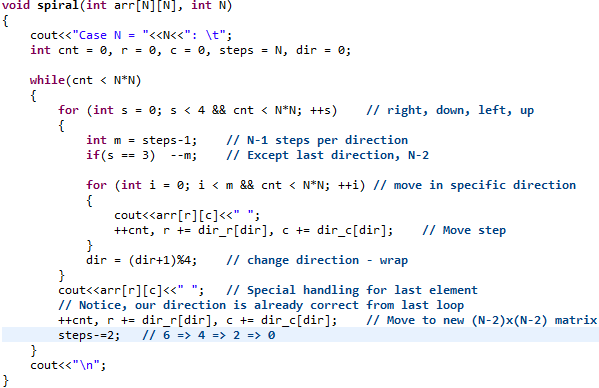 void spiral(int arr[N][N], int N)
{
    cout<<"Case N = "<<N<<": \t";
    int cnt = 0, r = 0, c = 0, steps = N, dir = 0;
    while(cnt < N*N)
    {
        for (int s = 0; s < 4 && cnt < N*N; ++s)    // right, down, left, up
        {
            int m = steps-1;    // N-1 steps per direction
            if(s == 3)  --m;    // Except last direction, N-2
            for (int i = 0; i < m && cnt < N*N; ++i) // move in specific direction
            {
                cout<<arr[r][c]<<" ";
                ++cnt, r += dir_r[dir], c += dir_c[dir];    // Move step
            }
            dir = (dir+1)%4;    // change direction - wrap
        }
        cout<<arr[r][c]<<" ";   // Special handling for last element
        // Notice, our direction is already correct from last loop
        ++cnt, r += dir_r[dir], c += dir_c[dir];    // Move to new (N-2)x(N-2) matrix
        steps-=2;   // 6 => 4 => 2 => 0
    }
    cout<<"\n";
}